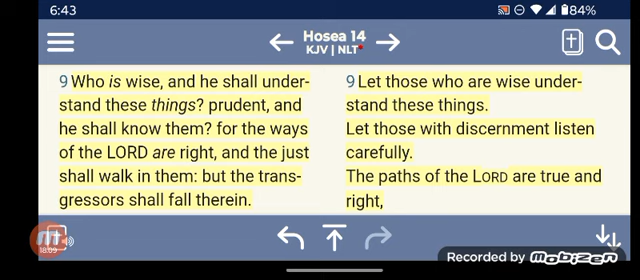 6:43
84%
Hosea 14
KJV | NLT
9 Who is wise, and he shall under-
stand these things? prudent, and
he shall know them? for the ways
of the LORD are right, and the just
shall walk in them: but the trans-
gressors shall fall therein.
9 Let those who are wise under-
stand these things.
Let those with discernment listen
carefully.
The paths of the LORD are true and
right,
18:09
Recorded by MOBIZEN